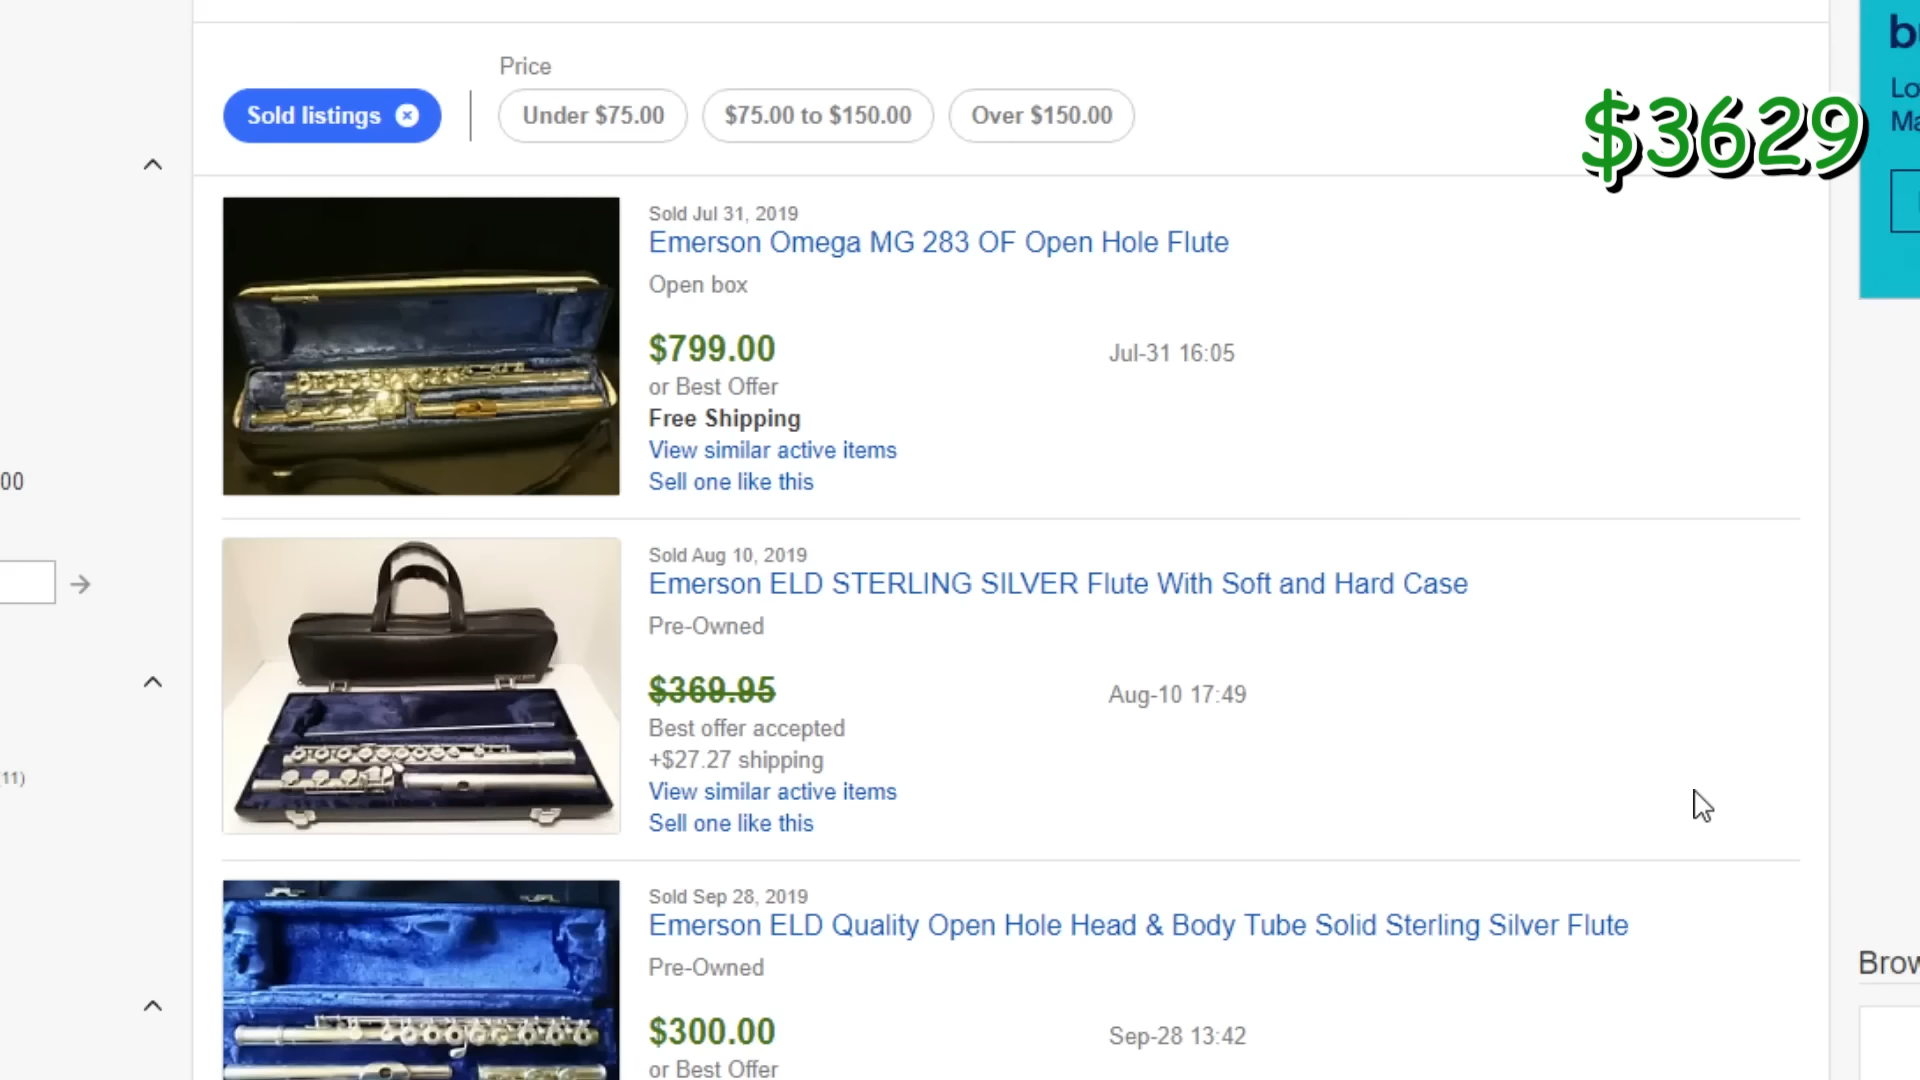 Price
Sold listings
Under $75.00
$75.00 to $150.00
Over $150.00
$3629
Sold Jul 31, 2019
Emerson Omega MG 283 OF Open Hole Flute
Open box
$799.00
Jul-31 16:05
or Best Offer
Free Shipping
View similar active items
Sell one like this
00
Sold Aug 10, 2019
Emerson ELD STERLING SILVER Flute With Soft and Hard Case
Pre-Owned
$369.95
Aug-10 17:49
Best offer accepted
+$27.27 shipping
View similar active items
Sell one like this
11)
Sold Sep 28, 2019
Emerson ELD Quality Open Hole Head & Body Tube Solid Sterling Silver Flute
Pre-Owned
$300.00
Sep-28 13:42
or Best Offer